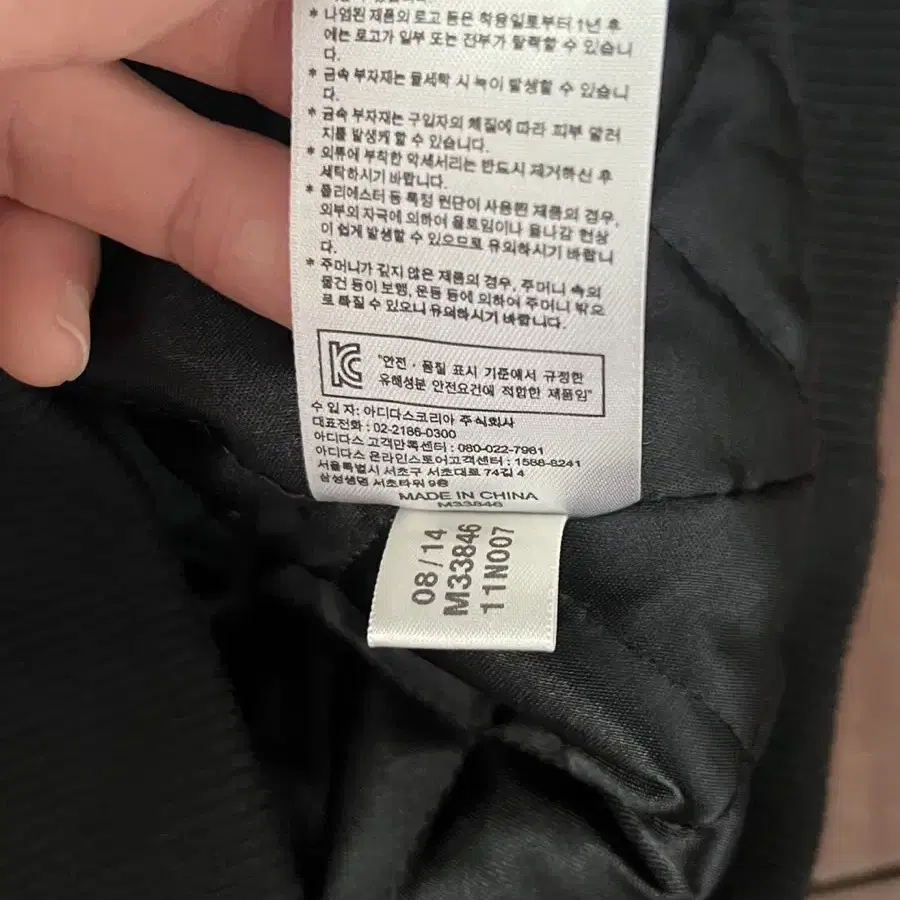 * 나염된 제품의 로고 등은 착용일로부터 1년 후
에는 로고가 일부 또는 전부가 탈락할 수 있습니
다.
* 금속 부자재는 물세탁 시 녹이 발생할 수 있습니
다.
* 금속 부자재는 구입자의 체질에 따라 피부 알러
지를 발생케 할 수 있습니다.
* 의류에 부착한 악세서리는 반드시 제거하신 후
세탁하시기 바랍니다.
* 폴리에스터 등 특정 원단이 사용된 제품의 경우,
외부의 자극에 의하여 올트임이나 올나감 현상
이 쉽게 발생할 수 있으므로 유의하시기 바랍니
다.
* 주머니가 깊지 않은 제품의 경우, 주머니 속의
물건 등이 보행, 운동 등에 의하여 주머니 밖으
로 빠질 수 있으니 유의하시기 바랍니다.
"안전·품질 표시 기준에서 규정한
유해성분 안전요건에 적합한 제품임"
수 입 자: 아디다스코리아 주식회사
대표전화: 02-2186-0300
아디다스 고객만족센터: 080-022-7961
아디다스 온라인스토어고객센터: 1588-8241
서울특별시 서초구 서초대로 74길 4
삼성생명 서초타워 9층
MADE IN CHINA
M33846
08/14
M33846
11N007